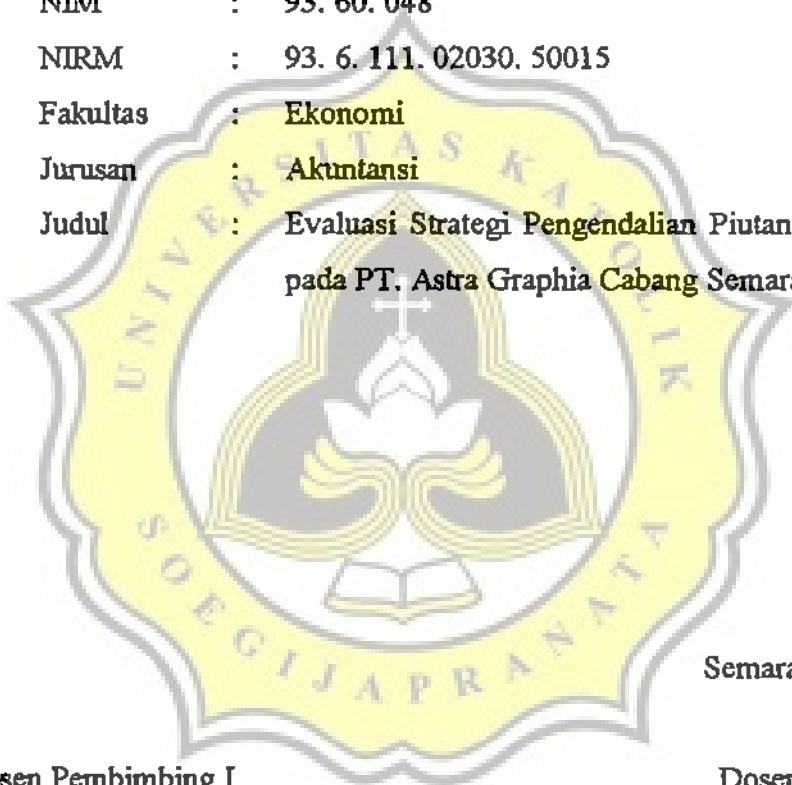 NIM : 93. 60. 048
NIRM : 93. 6. 111. 02030. 50015
Fakultas : Ekonomi
Jurusan : Akuntansi
Judul : Evaluasi Strategi Pengendalian Piutan
pada PT. Astra Graphia Cabang Semara
UNIVERSITAS KATOLIK
SOEGIJAPRANATA
Semara
sen Pembimbing I
Dosen